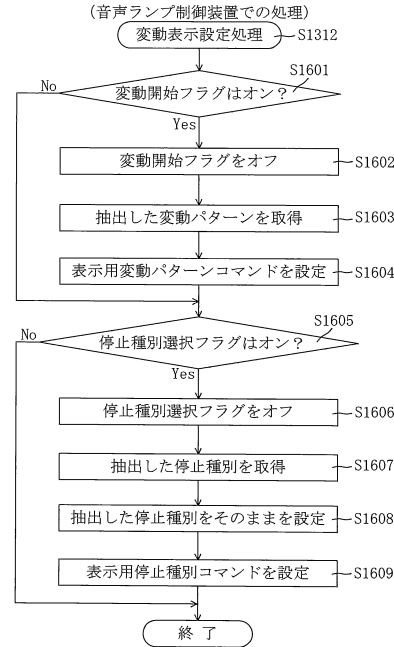 （音声ランプ制御装置での処理）
変動表示設定処理 S1312
S1601
No
変動開始フラグはオン？
Yes
変動開始フラグをオフ S1602
抽出した変動パターンを取得 S1603
表示用変動パターンコマンドを設定 S1604
S1605
No
停止種別選択フラグはオン？
Yes
停止種別選択フラグをオフ S1606
抽出した停止種別を取得 S1607
抽出した停止種別をそのままを設定 S1608
表示用停止種別コマンドを設定 S1609
終了